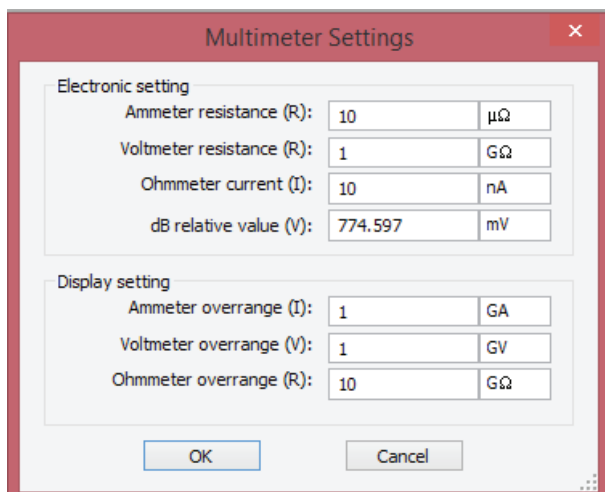 Multimeter Settings
Electronic setting
Ammeter resistance (R): 10 μΩ
Voltmeter resistance (R): 1 GΩ
Ohmmeter current (I): 10 nA
dB relative value (V): 774.597 mV
Display setting
Ammeter overrange (I): 1 GA
Voltmeter overrange (V): 1 GV
Ohmmeter overrange (R): 10 GΩ
OK Cancel